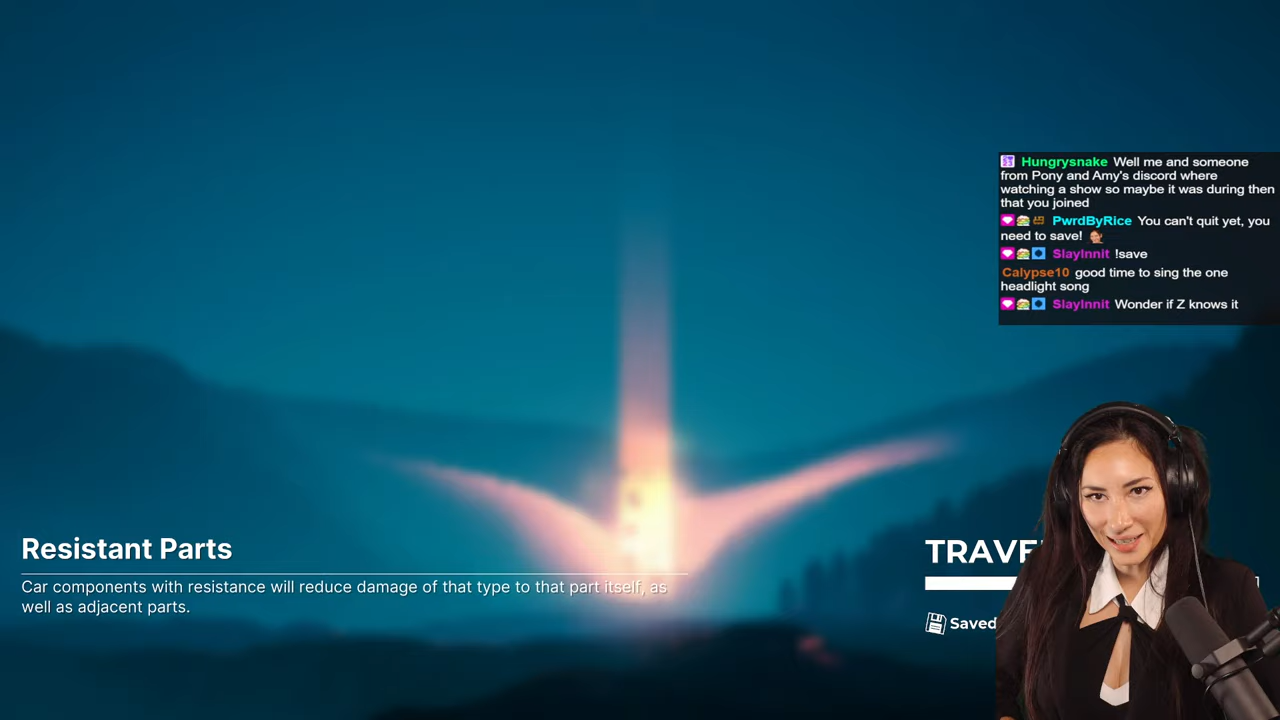 Hungrysnake Well me and someone
from Pony and Amy's discord where
watching a show so maybe it was during then
that you joined
PwrdByRice You can't quit yet, you
need to save!
SlayInnit !save
Calypse10 good time to sing the one
headlight song
SlayInnit Wonder if Z knows it
Resistant Parts
Car components with resistance will reduce damage of that type to that part itself, as
well as adjacent parts.
TRAVE
Saved